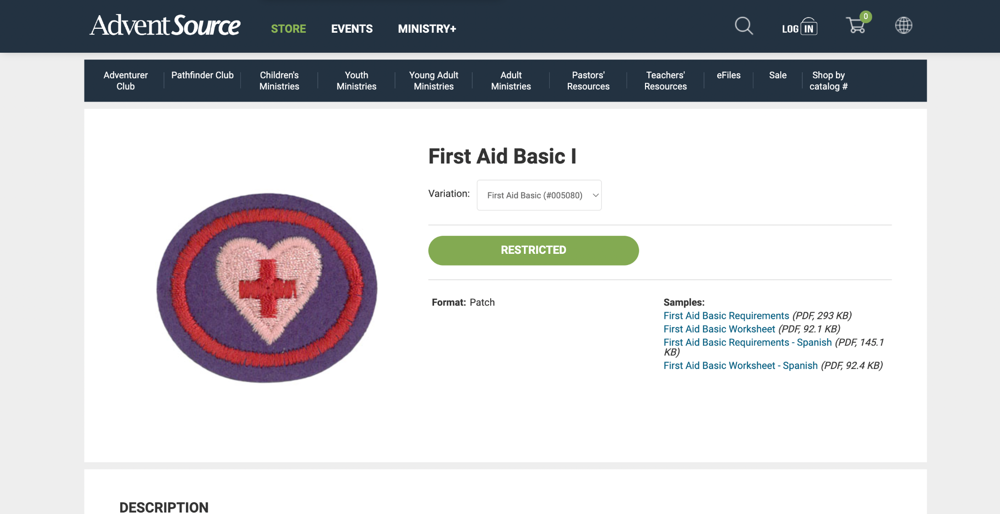 AdventSource
STORE
EVENTS
MINISTRY+
LOG IN
0
Adventurer
Club
Pathfinder Club
Children's
Ministries
Youth
Ministries
Young Adult
Ministries
Adult
Ministries
Pastors'
Resources
Teachers'
Resources
eFiles
Sale
Shop by
catalog #
First Aid Basic I
Variation:
First Aid Basic (#005080)
RESTRICTED
Format: Patch
Samples:
First Aid Basic Requirements (PDF, 293 KB)
First Aid Basic Worksheet (PDF, 92.1 KB)
First Aid Basic Requirements - Spanish (PDF, 145.1
KB)
First Aid Basic Worksheet - Spanish (PDF, 92.4 KB)
DESCRIPTION